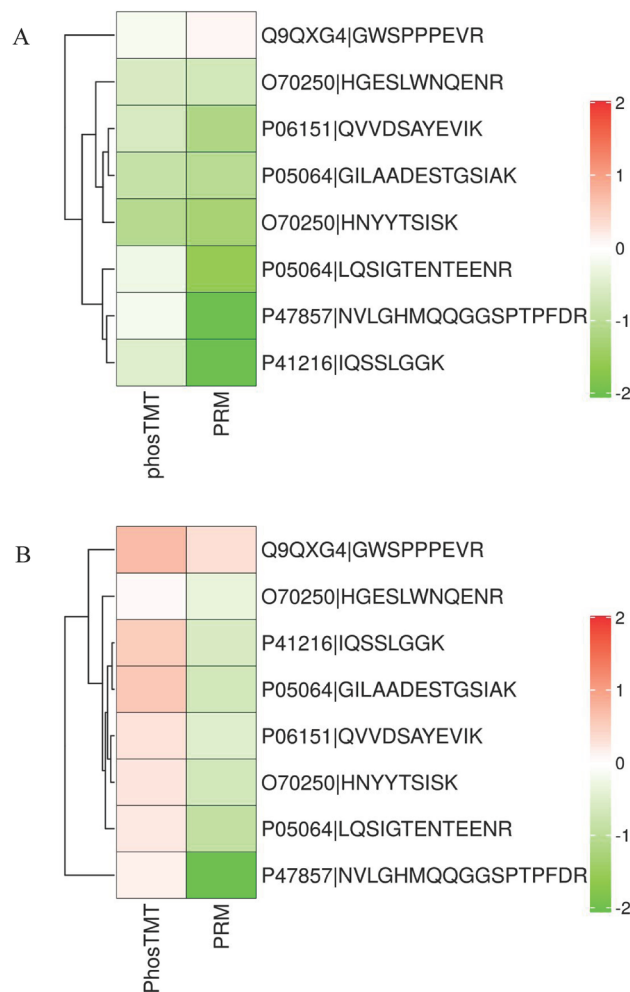 A
Q9QXG4|GWSPPPEVR
O70250|HGESLWNQENR
P06151|QVVDSAYEVIK
P05064|GILAADESTGSIAK
O70250|HNYYTSISK
P05064|LQSIGTENTEENR
P47857|NVLGHMQQGGSPTPFDR
P41216|IQSSLGGK
phosTMT
PRM
2
1
0
-1
-2
B
Q9QXG4|GWSPPPEVR
O70250|HGESLWNQENR
P41216|IQSSLGGK
P05064|GILAADESTGSIAK
P06151|QVVDSAYEVIK
O70250|HNYYTSISK
P05064|LQSIGTENTEENR
P47857|NVLGHMQQGGSPTPFDR
PhosTMT
PRM
2
1
0
-1
-2